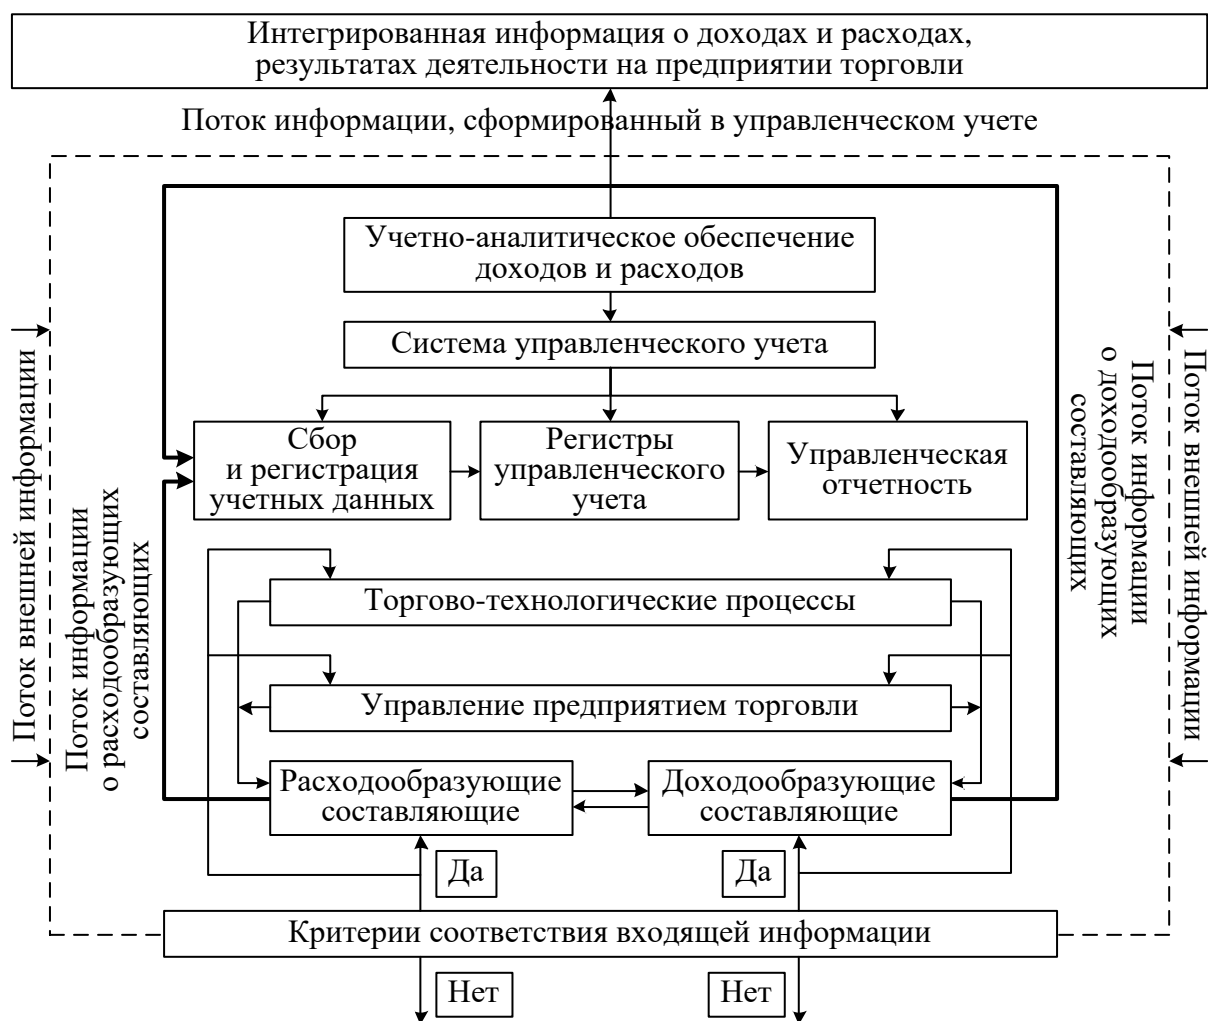 Интегрированная информация о доходах и расходах,
результатах деятельности на предприятии торговли
Поток информации, сформированный в управленческом учете
Учетно-аналитическое обеспечение
доходов и расходов
Система управленческого учета
Сбор
и регистрация
учетных данных
Регистры
управленческого
учета
Управленческая
отчетность
Поток внешней информации
Поток информации
о расходообразующих
составляющих
Поток информации
о доходообразующих
составляющих
Поток внешней информации
Торгово-технологические процессы
Управление предприятием торговли
Расходообразующие
составляющие
Доходообразующие
составляющие
Да
Да
Критерии соответствия входящей информации
Нет
Нет